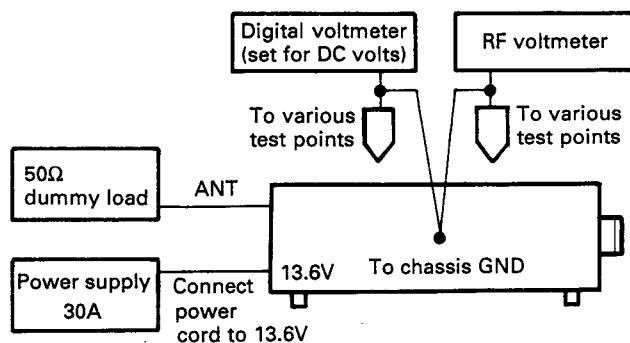 Digital voltmeter
(set for DC volts)
RF voltmeter
To various
test points
To various
test points
50Ω
dummy load
ANT
Power supply
30A
13.6V
To chassis GND
Connect
power
cord to 13.6V